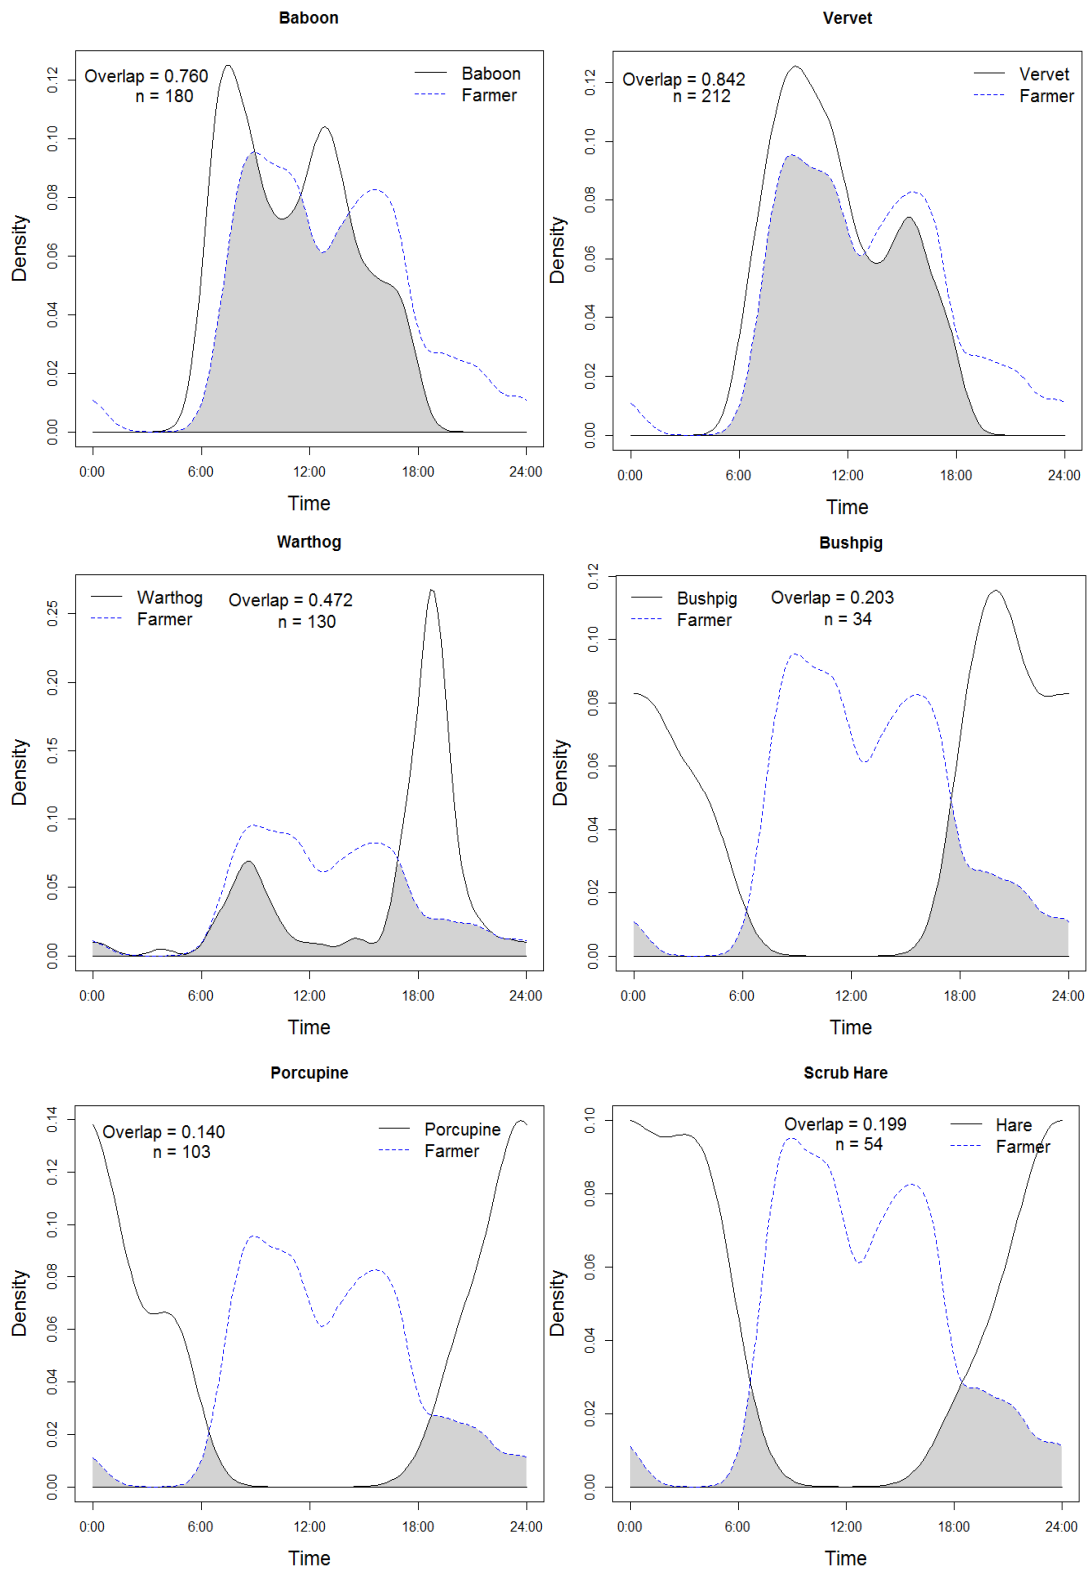 Baboon
Overlap = 0.760
n = 180
Baboon
Farmer
Density
0.00
0.02
0.04
0.06
0.08
0.10
0.12
0:00
6:00
12:00
18:00
24:00
Time
Vervet
Overlap = 0.842
n = 212
Vervet
Farmer
Density
0.00
0.02
0.04
0.06
0.08
0.10
0.12
0:00
6:00
12:00
18:00
24:00
Time
Warthog
Warthog
Farmer
Overlap = 0.472
n = 130
Density
0.00
0.05
0.10
0.15
0.20
0.25
0:00
6:00
12:00
18:00
24:00
Time
Bushpig
Bushpig
Farmer
Overlap = 0.203
n = 34
Density
0.00
0.02
0.04
0.06
0.08
0.10
0.12
0:00
6:00
12:00
18:00
24:00
Time
Porcupine
Overlap = 0.140
n = 103
Porcupine
Farmer
Density
0.00
0.02
0.04
0.06
0.08
0.10
0.12
0.14
0:00
6:00
12:00
18:00
24:00
Time
Scrub Hare
Overlap = 0.199
n = 54
Hare
Farmer
Density
0.00
0.02
0.04
0.06
0.08
0.10
0:00
6:00
12:00
18:00
24:00
Time